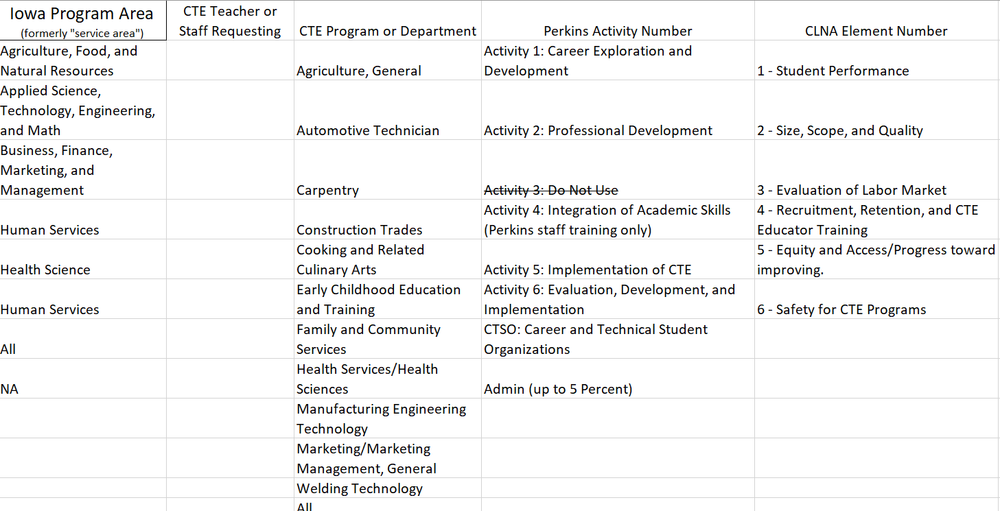 Iowa Program Area
(formerly "service area")
CTE Teacher or
Staff Requesting
CTE Program or Department
Perkins Activity Number
CLNA Element Number
Agriculture, Food, and
Natural Resources
Agriculture, General
Activity 1: Career Exploration and
Development
1 - Student Performance
Applied Science,
Technology, Engineering,
and Math
Automotive Technician
Activity 2: Professional Development
2 - Size, Scope, and Quality
Business, Finance,
Marketing, and
Management
Carpentry
Activity 3: Do Not Use
3 - Evaluation of Labor Market
Human Services
Construction Trades
Activity 4: Integration of Academic Skills
(Perkins staff training only)
4 - Recruitment, Retention, and CTE
Educator Training
Health Science
Cooking and Related
Culinary Arts
Activity 5: Implementation of CTE
5 - Equity and Access/Progress toward
improving.
Human Services
Early Childhood Education
and Training
Activity 6: Evaluation, Development, and
Implementation
6 - Safety for CTE Programs
All
Family and Community
Services
CTSO: Career and Technical Student
Organizations
NA
Health Services/Health
Sciences
Admin (up to 5 Percent)
Manufacturing Engineering
Technology
Marketing/Marketing
Management, General
Welding Technology
All